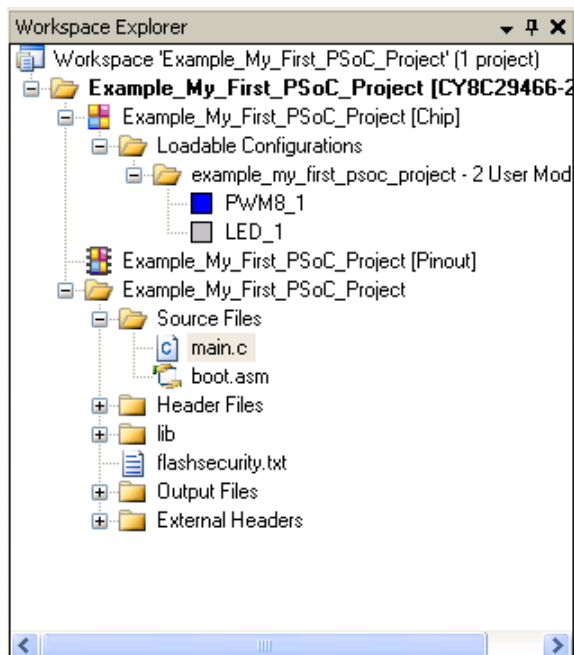 Workspace Explorer
Workspace 'Example_My_First_PSoC_Project' (1 project)
Example_My_First_PSoC_Project [CY8C29466-2
Example_My_First_PSoC_Project [Chip]
Loadable Configurations
example_my_first_psoc_project - 2 User Mod
PWM8_1
LED_1
Example_My_First_PSoC_Project [Pinout]
Example_My_First_PSoC_Project
Source Files
main.c
boot.asm
Header Files
lib
flashsecurity.txt
Output Files
External Headers